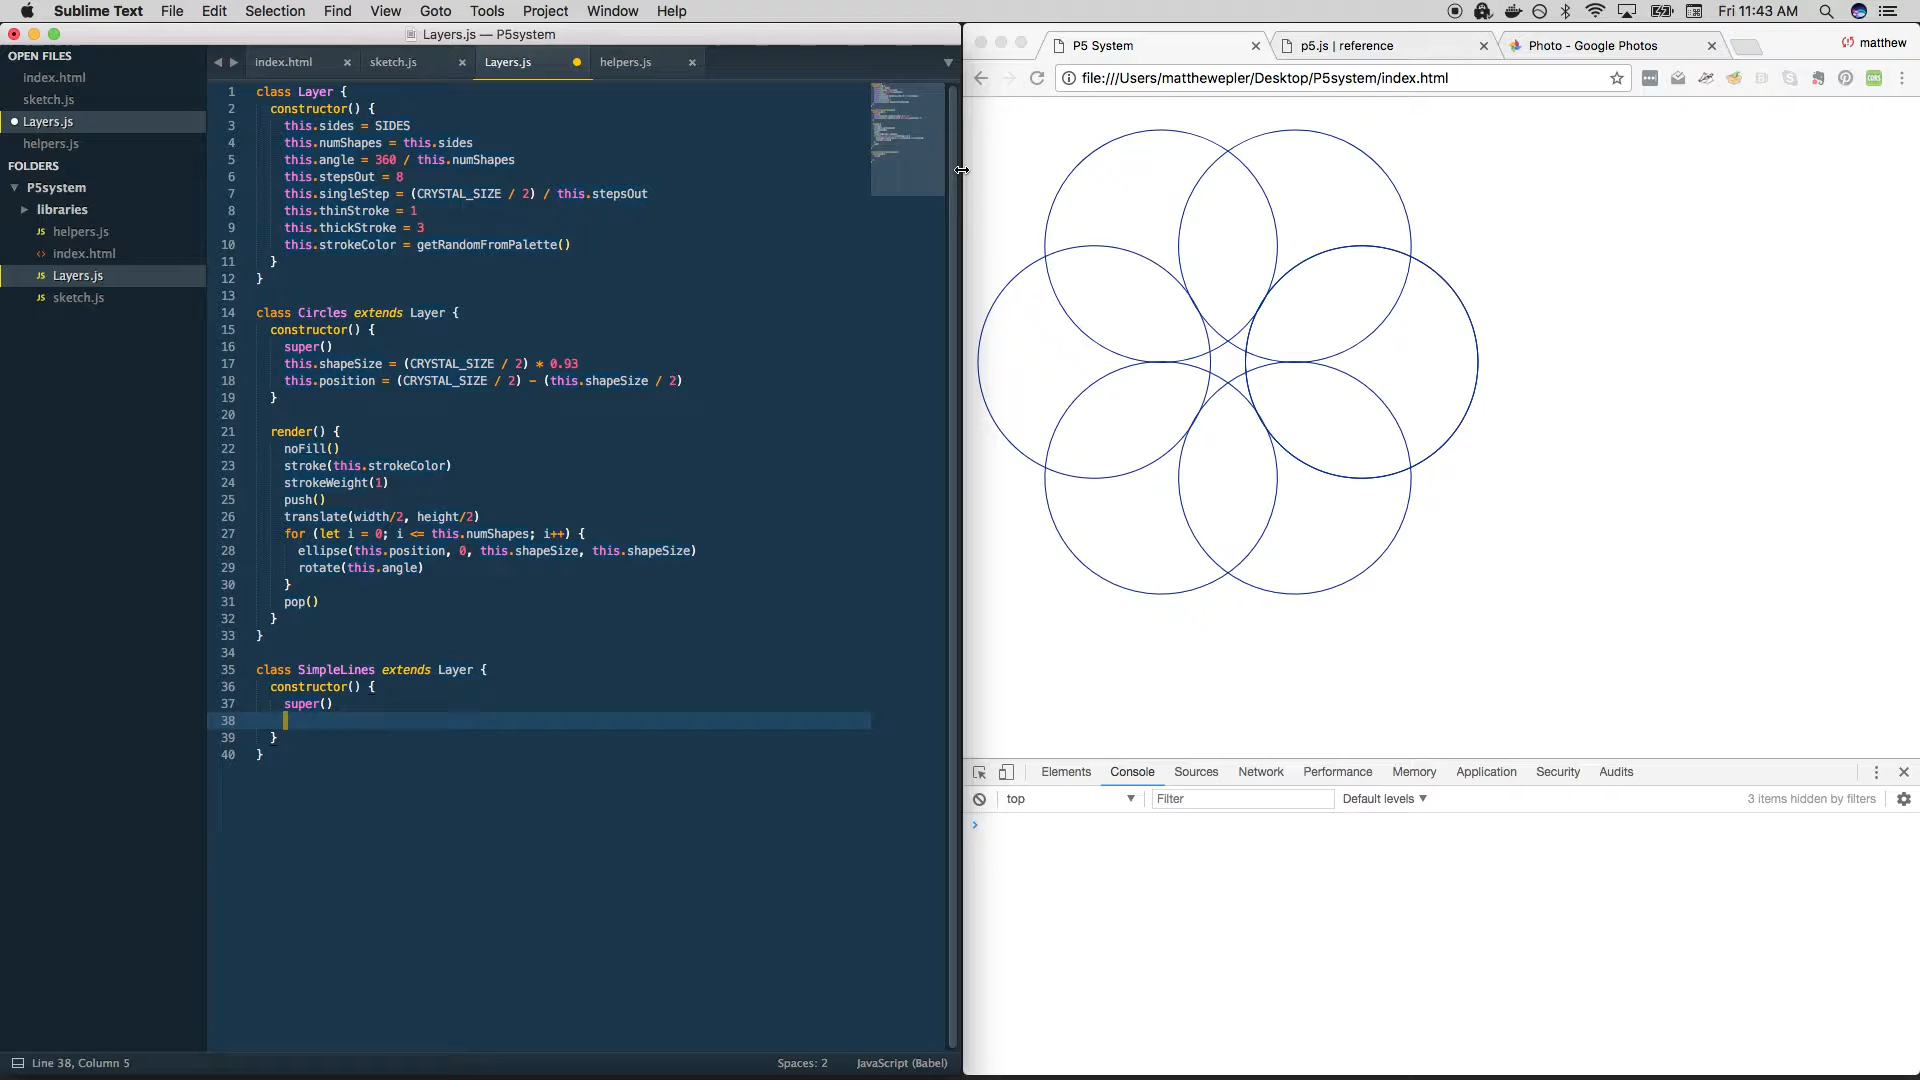 Sublime Text File Edit Selection Find View Goto Tools Project Window Help Fri 11:43 AM
Layers.js — P5system
OPEN FILES
index.html
sketch.js
Layers.js
helpers.js
FOLDERS
P5system
libraries
JS helpers.js
<> index.html
JS Layers.js
JS sketch.js
index.html × sketch.js × Layers.js helpers.js ×
1 class Layer {
2 constructor() {
3 this.sides = SIDES
4 this.numShapes = this.sides
5 this.angle = 360 / this.numShapes
6 this.stepsOut = 8
7 this.singleStep = (CRYSTAL_SIZE / 2) / this.stepsOut
8 this.thinStroke = 1
9 this.thickStroke = 3
10 this.strokeColor = getRandomFromPalette()
11 }
12 }
13
14 class Circles extends Layer {
15 constructor() {
16 super()
17 this.shapeSize = (CRYSTAL_SIZE / 2) * 0.93
18 this.position = (CRYSTAL_SIZE / 2) - (this.shapeSize / 2)
19 }
20
21 render() {
22 noFill()
23 stroke(this.strokeColor)
24 strokeWeight(1)
25 push()
26 translate(width/2, height/2)
27 for (let i = 0; i <= this.numShapes; i++) {
28 ellipse(this.position, 0, this.shapeSize, this.shapeSize)
29 rotate(this.angle)
30 }
31 pop()
32 }
33 }
34
35 class SimpleLines extends Layer {
36 constructor() {
37 super()
38
39 }
40 }
Line 38, Column 5 Spaces: 2 JavaScript (Babel)
P5 System × p5.js | reference × Photo - Google Photos × matthew
file:///Users/matthewepler/Desktop/P5system/index.html
Elements Console Sources Network Performance Memory Application Security Audits
top Filter Default levels 3 items hidden by filters